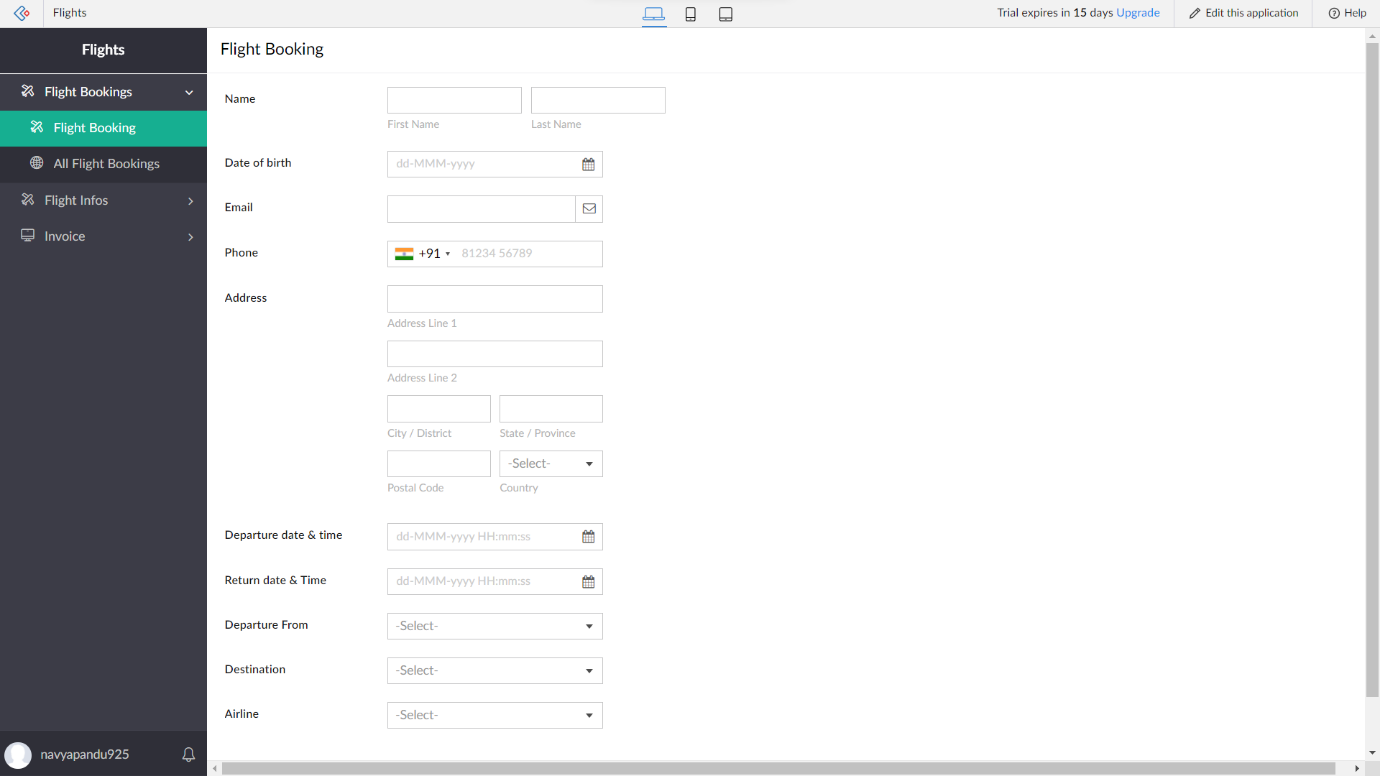 Flights
Trial expires in 15 days Upgrade
Edit this application
Help
Flights
Flight Bookings
Flight Booking
All Flight Bookings
Flight Infos
Invoice
navyapandu925
Flight Booking
Name
First Name
Last Name
Date of birth
dd-MMM-yyyy
Email
Phone
+91
81234 56789
Address
Address Line 1
Address Line 2
City / District
State / Province
-Select-
Postal Code
Country
Departure date & time
dd-MMM-yyyy HH:mm:ss
Return date & Time
dd-MMM-yyyy HH:mm:ss
Departure From
-Select-
Destination
-Select-
Airline
-Select-